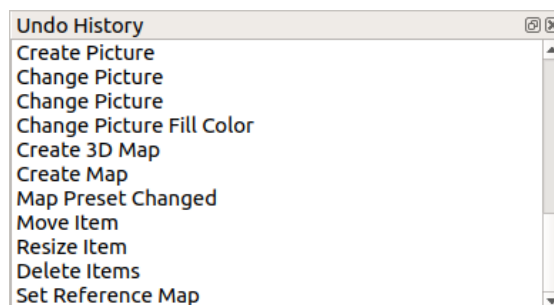 Undo History
Create Picture
Change Picture
Change Picture
Change Picture Fill Color
Create 3D Map
Create Map
Map Preset Changed
Move Item
Resize Item
Delete Items
Set Reference Map